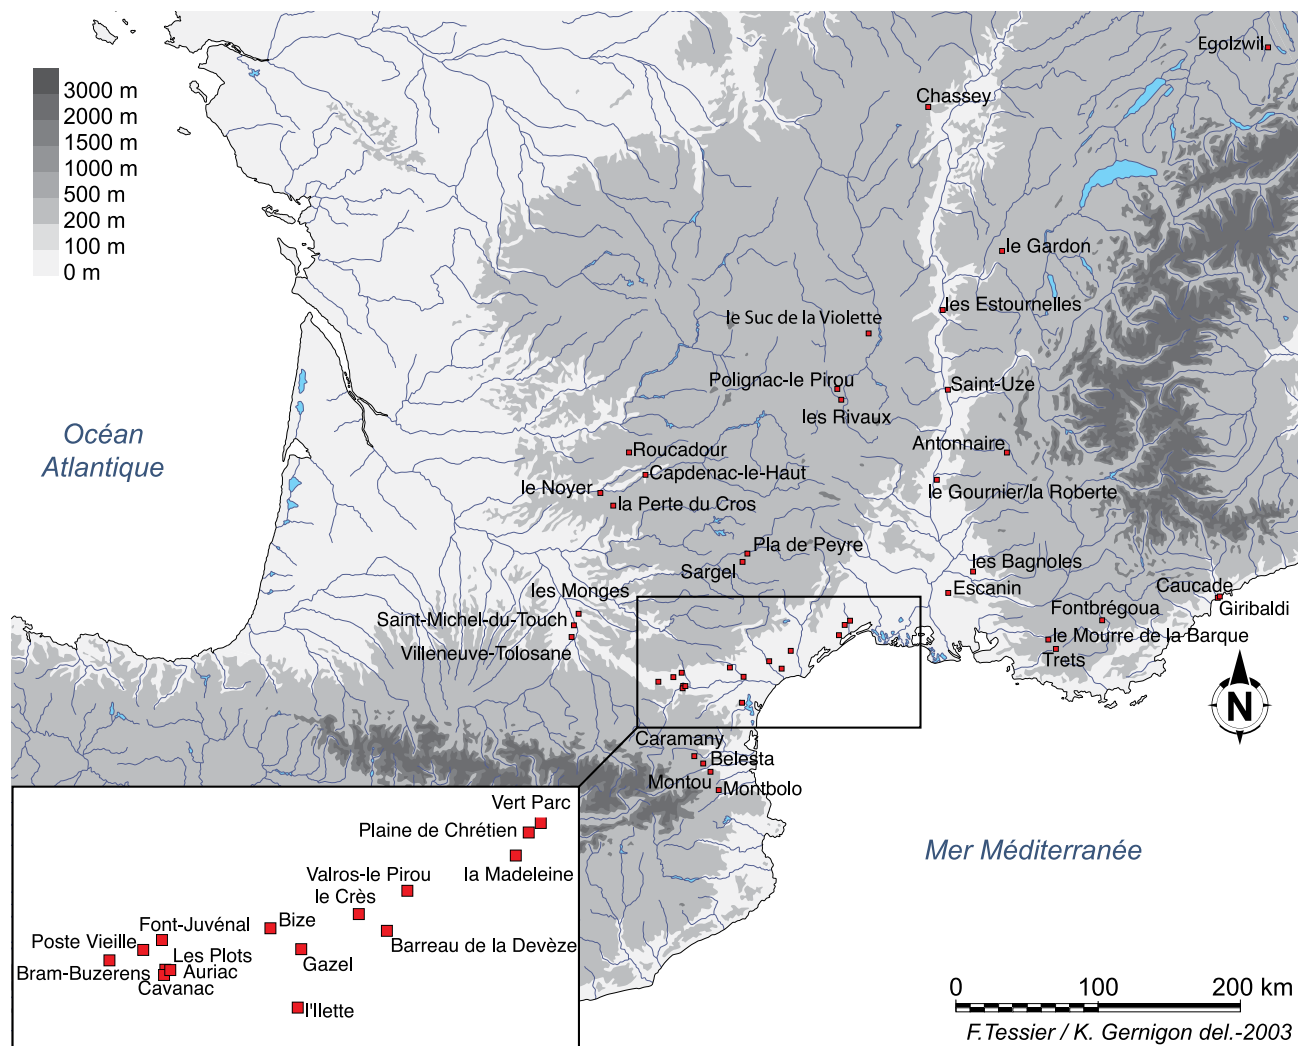 Egolzwil
3000 m
2000 m
1500 m
1000 m
500 m
200 m
100 m
0 m
Chassey
le Gardon
les Estournelles
le Suc de la Violette
Polignac-le Pirou
Saint-Uze
les Rivaux
Océan
Atlantique
Antonnaire
Roucadour
Capdenac-le-Haut
le Noyer
le Gournier/la Roberte
la Perte du Cros
Pla de Peyre
Sargel
les Bagnoles
Escanin
Caucade
Giribaldi
Fontbrégoua
les Monges
Saint-Michel-du-Touch
le Mourre de la Barque
Villeneuve-Tolosane
Trets
N
Caramany
Belesta
Montou
Montbolo
Mer Méditerranée
Vert Parc
Plaine de Chrétien
la Madeleine
Valros-le Pirou
le Crès
Bize
Font-Juvénal
Poste Vieille
Barreau de la Devèze
Les Plots
Gazel
Bram-Buzerens
Auriac
Cavanac
l'Ilette
0 100 200 km
F.Tessier / K. Gernigon del.-2003